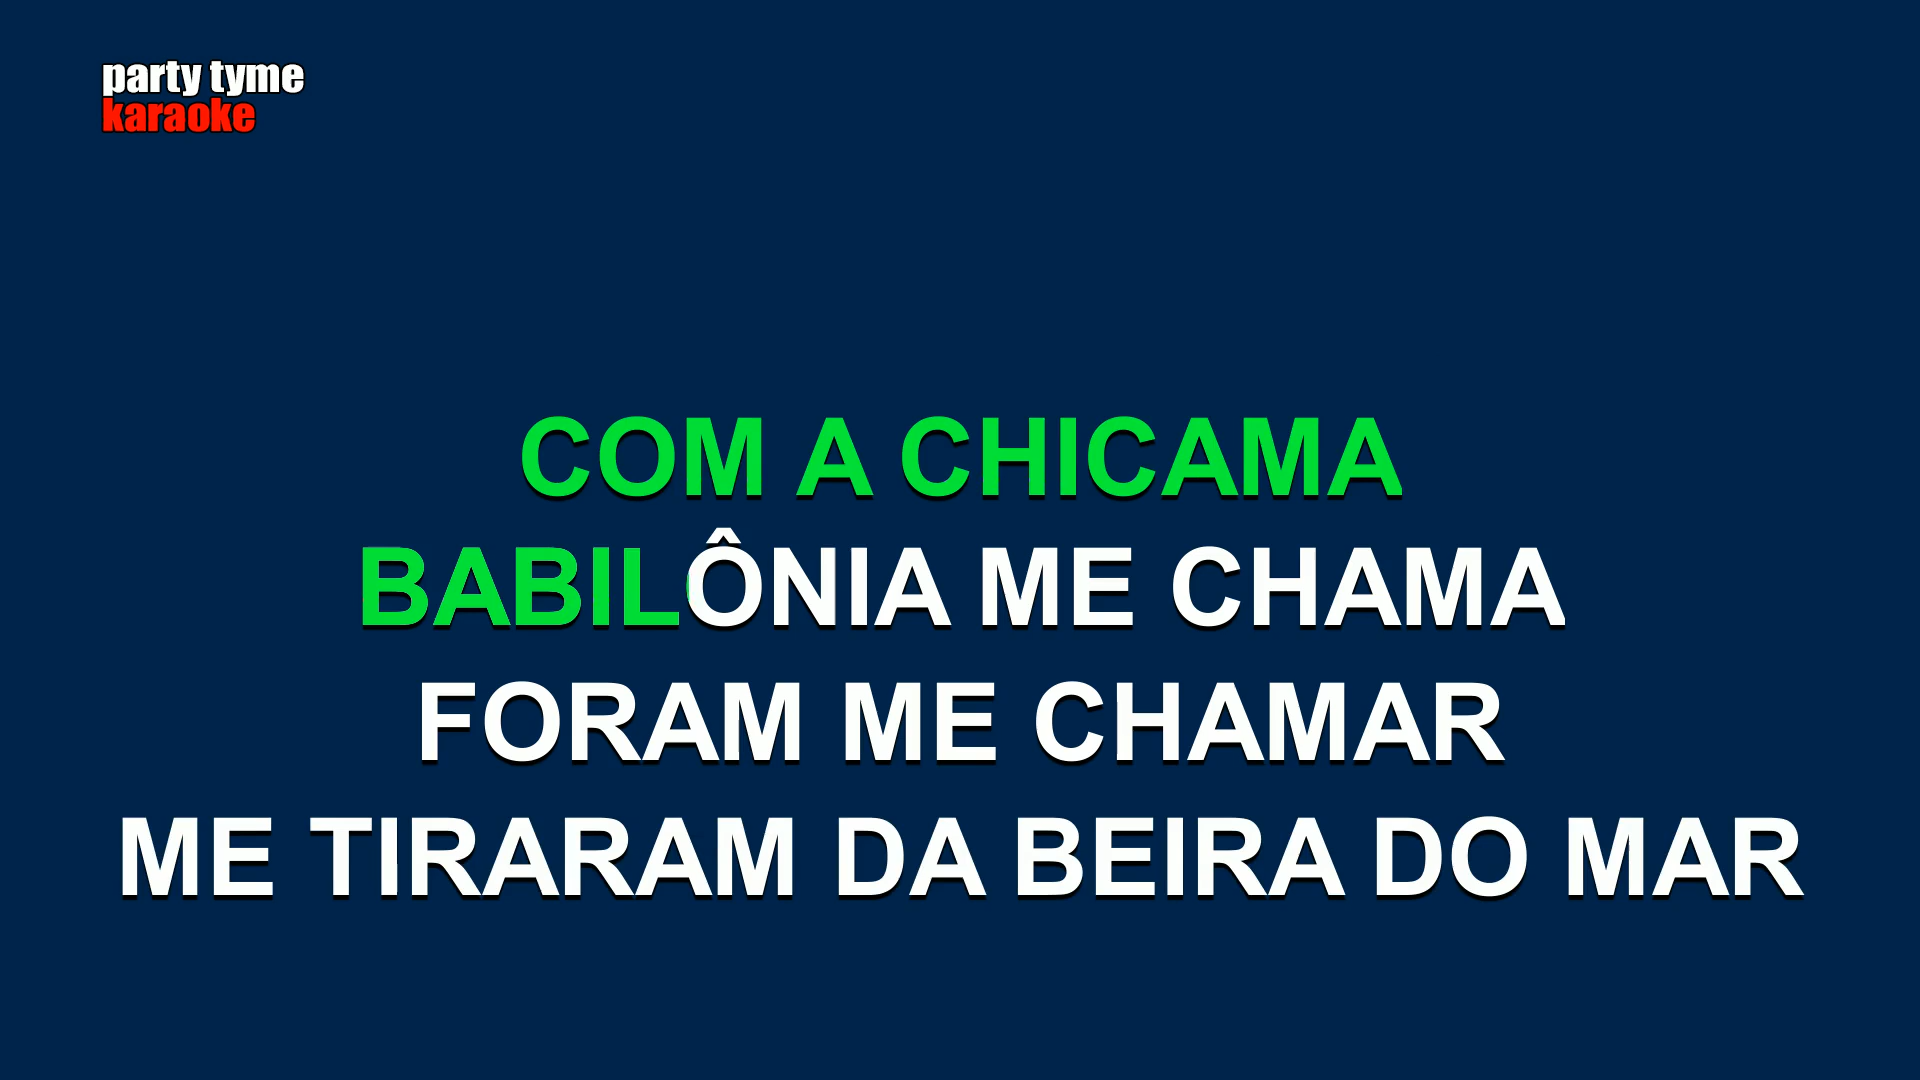 party tyme
karaoke
COM A CHICAMA
BABILÔNIA ME CHAMA
FORAM ME CHAMAR
ME TIRARAM DA BEIRA DO MAR